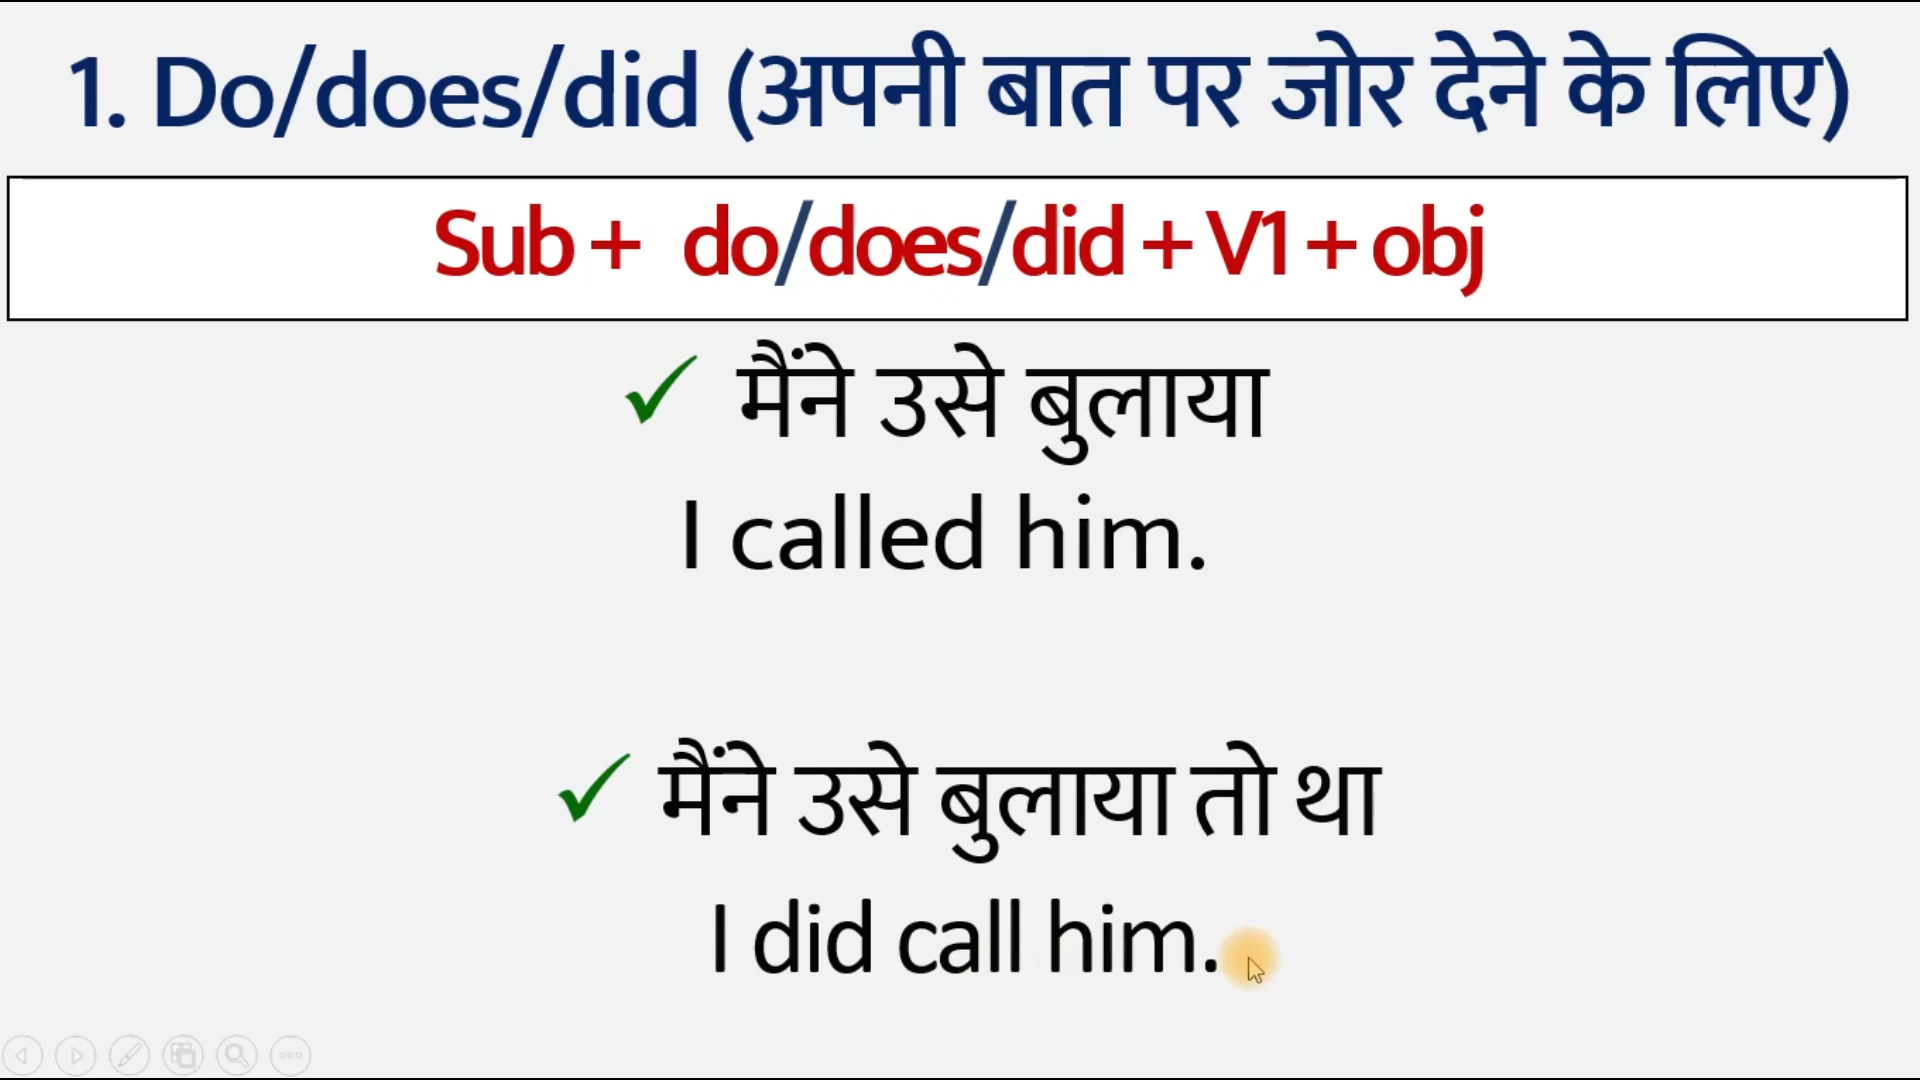 1. Do/does/did (अपनी बात पर जोर देने के लिए)
Sub + do/does/did + V1 + obj
✓ मैंने उसे बुलाया
I called him.
✓ मैंने उसे बुलाया तो था
I did call him.